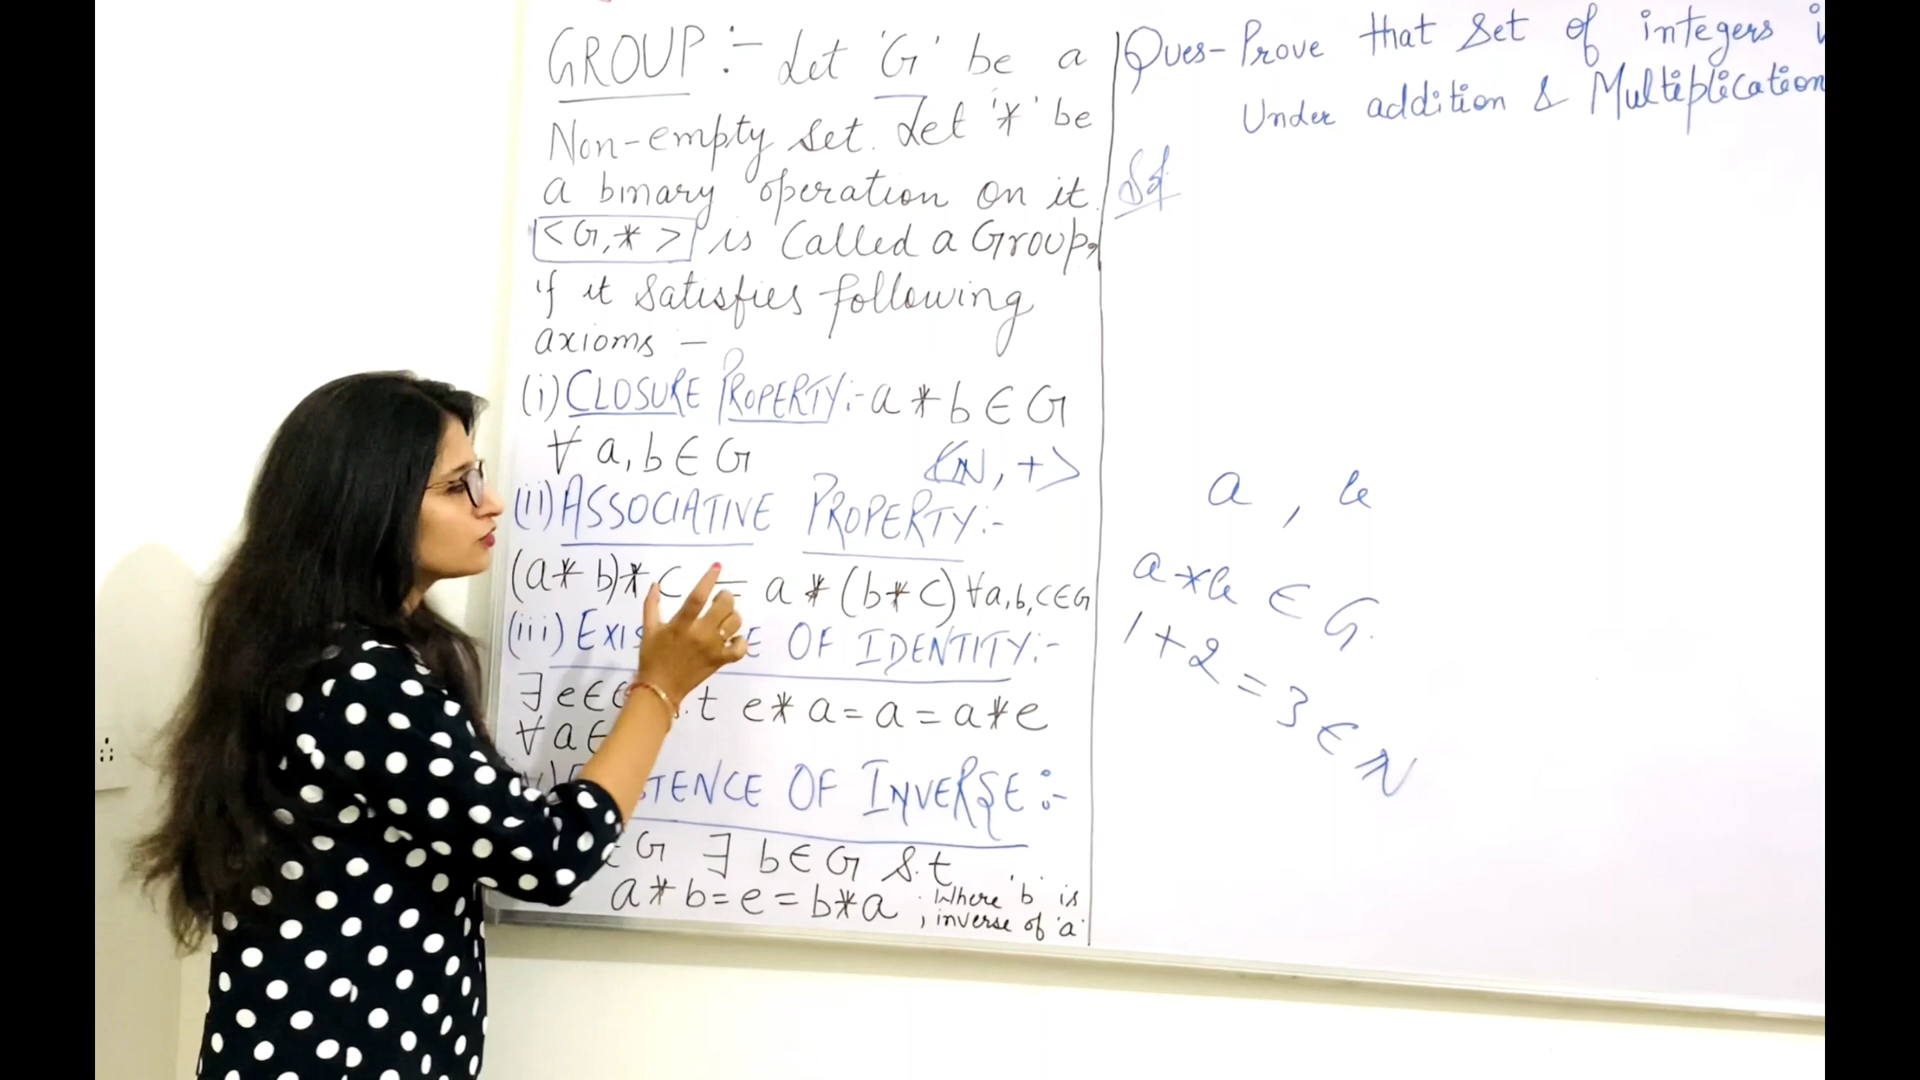 GROUP :- Let 'G' be a
Non-empty set. Let '*' be
a binary operation on it.
<G, *> is called a Group,
if it satisfies following
axioms -
(i) CLOSURE PROPERTY:- a * b ∈ G
∀ a, b ∈ G
<N, +>
(ii) ASSOCIATIVE PROPERTY:-
(a * b) * c = a * (b * c) ∀ a, b, c ∈ G
(iii) OF IDENTITY:-
∃ e ∈ t e * a = a = a * e
∀ a ∈
OF INVERSE:-
G ∃ b ∈ G s.t
a * b = e = b * a , where 'b' is
inverse of 'a'
Ques- Prove that set of integers
Under addition & Multiplication
Sol
a , b
a * b ∈ G.
1 + 2 = 3 ∈ N